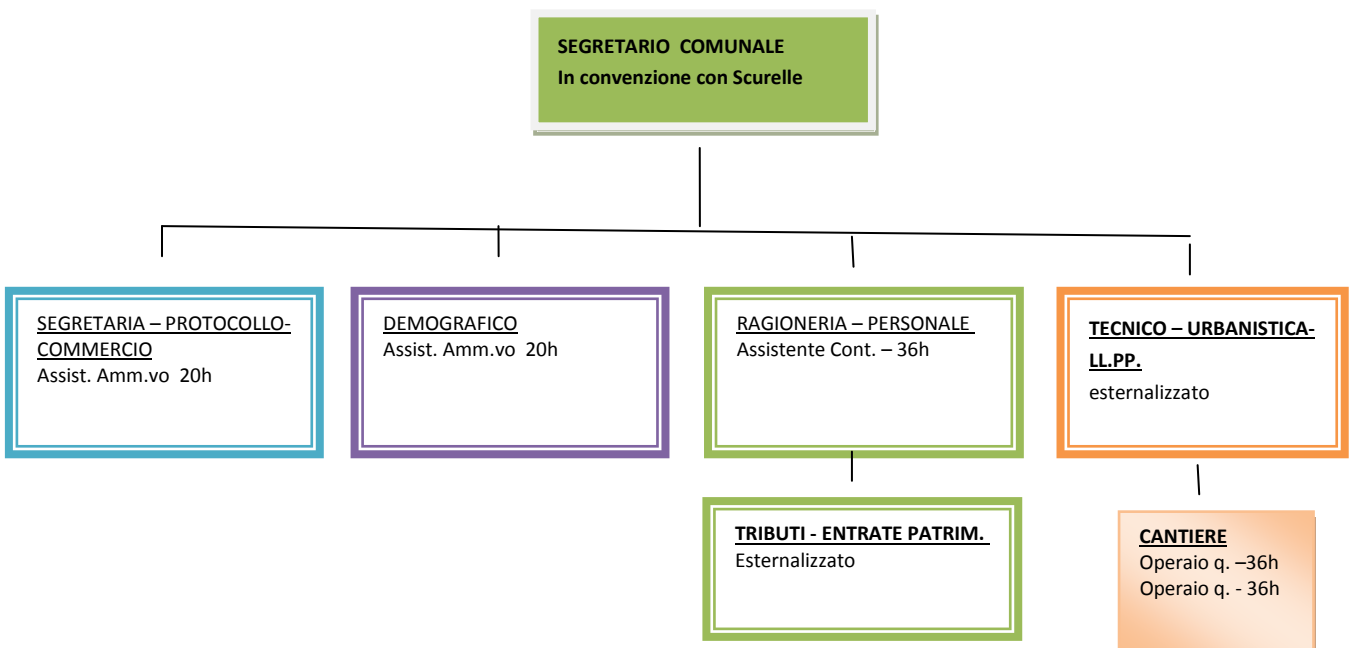 SEGRETARIO COMUNALE
In convenzione con Scurelle
SEGRETARIA – PROTOCOLLO-
COMMERCIO
Assist. Amm.vo 20h
DEMOGRAFICO
Assist. Amm.vo 20h
RAGIONERIA – PERSONALE
Assistente Cont. – 36h
TECNICO – URBANISTICA-
LL.PP.
esternalizzato
TRIBUTI - ENTRATE PATRIM.
Esternalizzato
CANTIERE
Operaio q. –36h
Operaio q. - 36h